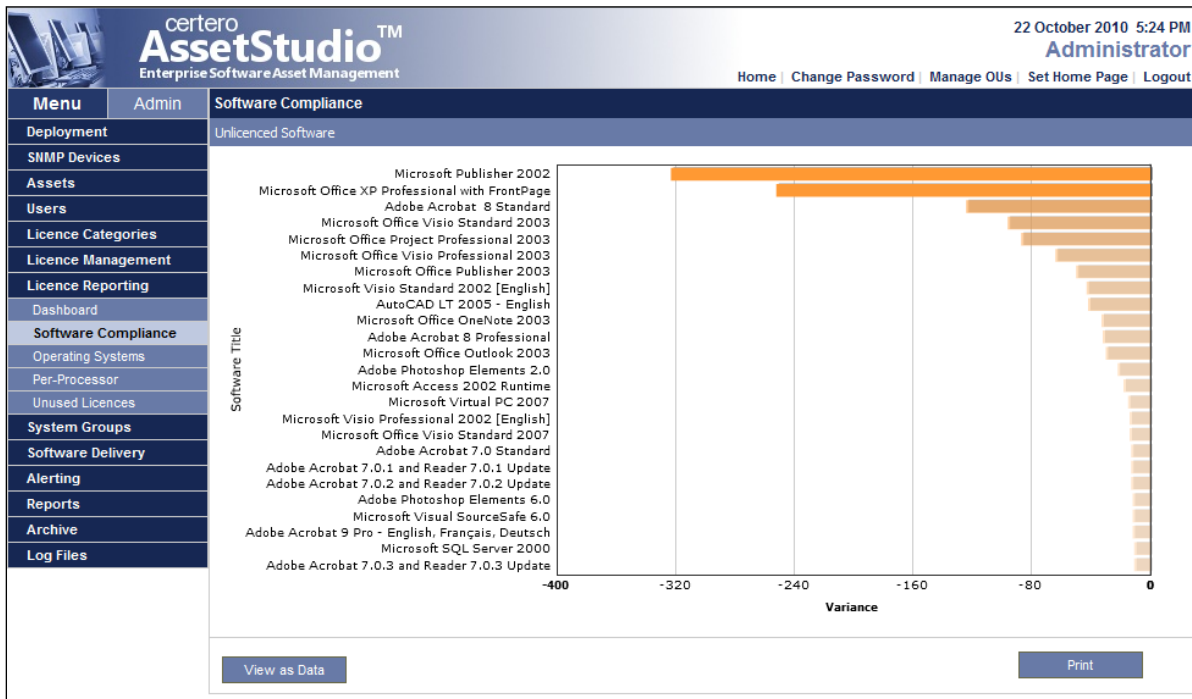 certero
AssetStudio™
Enterprise Software Asset Management
22 October 2010 5:24 PM
Administrator
Home | Change Password | Manage OUs | Set Home Page | Logout
Menu
Admin
Software Compliance
Deployment
SNMP Devices
Assets
Users
Licence Categories
Licence Management
Licence Reporting
Dashboard
Software Compliance
Operating Systems
Per-Processor
Unused Licences
System Groups
Software Delivery
Alerting
Reports
Archive
Log Files
Unlicenced Software
Software Title
Microsoft Publisher 2002
Microsoft Office XP Professional with FrontPage
Adobe Acrobat 8 Standard
Microsoft Office Visio Standard 2003
Microsoft Office Project Professional 2003
Microsoft Office Visio Professional 2003
Microsoft Office Publisher 2003
Microsoft Visio Standard 2002 [English]
AutoCAD LT 2005 - English
Microsoft Office OneNote 2003
Adobe Acrobat 8 Professional
Microsoft Office Outlook 2003
Adobe Photoshop Elements 2.0
Microsoft Access 2002 Runtime
Microsoft Virtual PC 2007
Microsoft Visio Professional 2002 [English]
Microsoft Office Visio Standard 2007
Adobe Acrobat 7.0 Standard
Adobe Acrobat 7.0.1 and Reader 7.0.1 Update
Adobe Acrobat 7.0.2 and Reader 7.0.2 Update
Adobe Photoshop Elements 6.0
Microsoft Visual SourceSafe 6.0
Adobe Acrobat 9 Pro - English, Français, Deutsch
Microsoft SQL Server 2000
Adobe Acrobat 7.0.3 and Reader 7.0.3 Update
-400 -320 -240 -160 -80 0
Variance
View as Data
Print